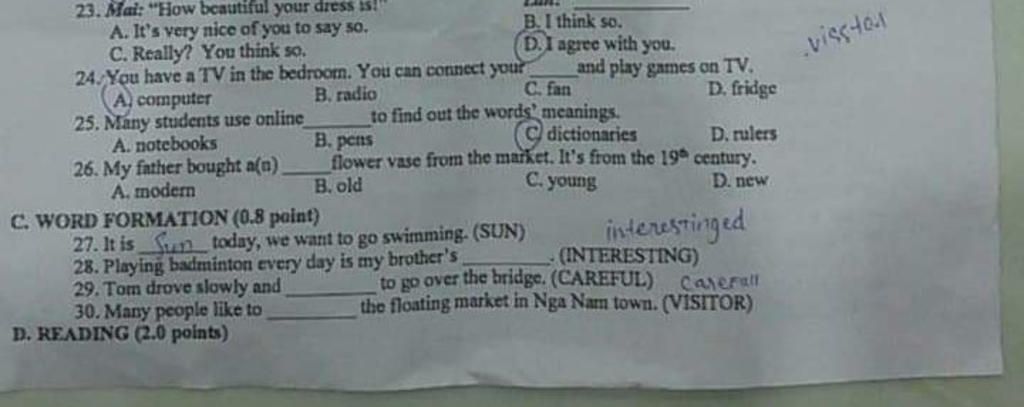 23. Mai: "How beautiful your dress is!"
A. It's very nice of you to say so. B. I think so.
C. Really? You think so. D. I agree with you.
24. You have a TV in the bedroom. You can connect your _____ and play games on TV.
A. computer B. radio C. fan D. fridge
25. Many students use online _______ to find out the words' meanings.
A. notebooks B. pens C. dictionaries D. rulers
26. My father bought a(n) _____ flower vase from the market. It's from the 19th century.
A. modern B. old C. young D. new
C. WORD FORMATION (0.8 point) interestinged
27. It is Sun today, we want to go swimming. (SUN)
28. Playing badminton every day is my brother's _________. (INTERESTING)
29. Tom drove slowly and _________ to go over the bridge. (CAREFUL) Carefull
30. Many people like to _________ the floating market in Nga Nam town. (VISITOR)
D. READING (2.0 points)